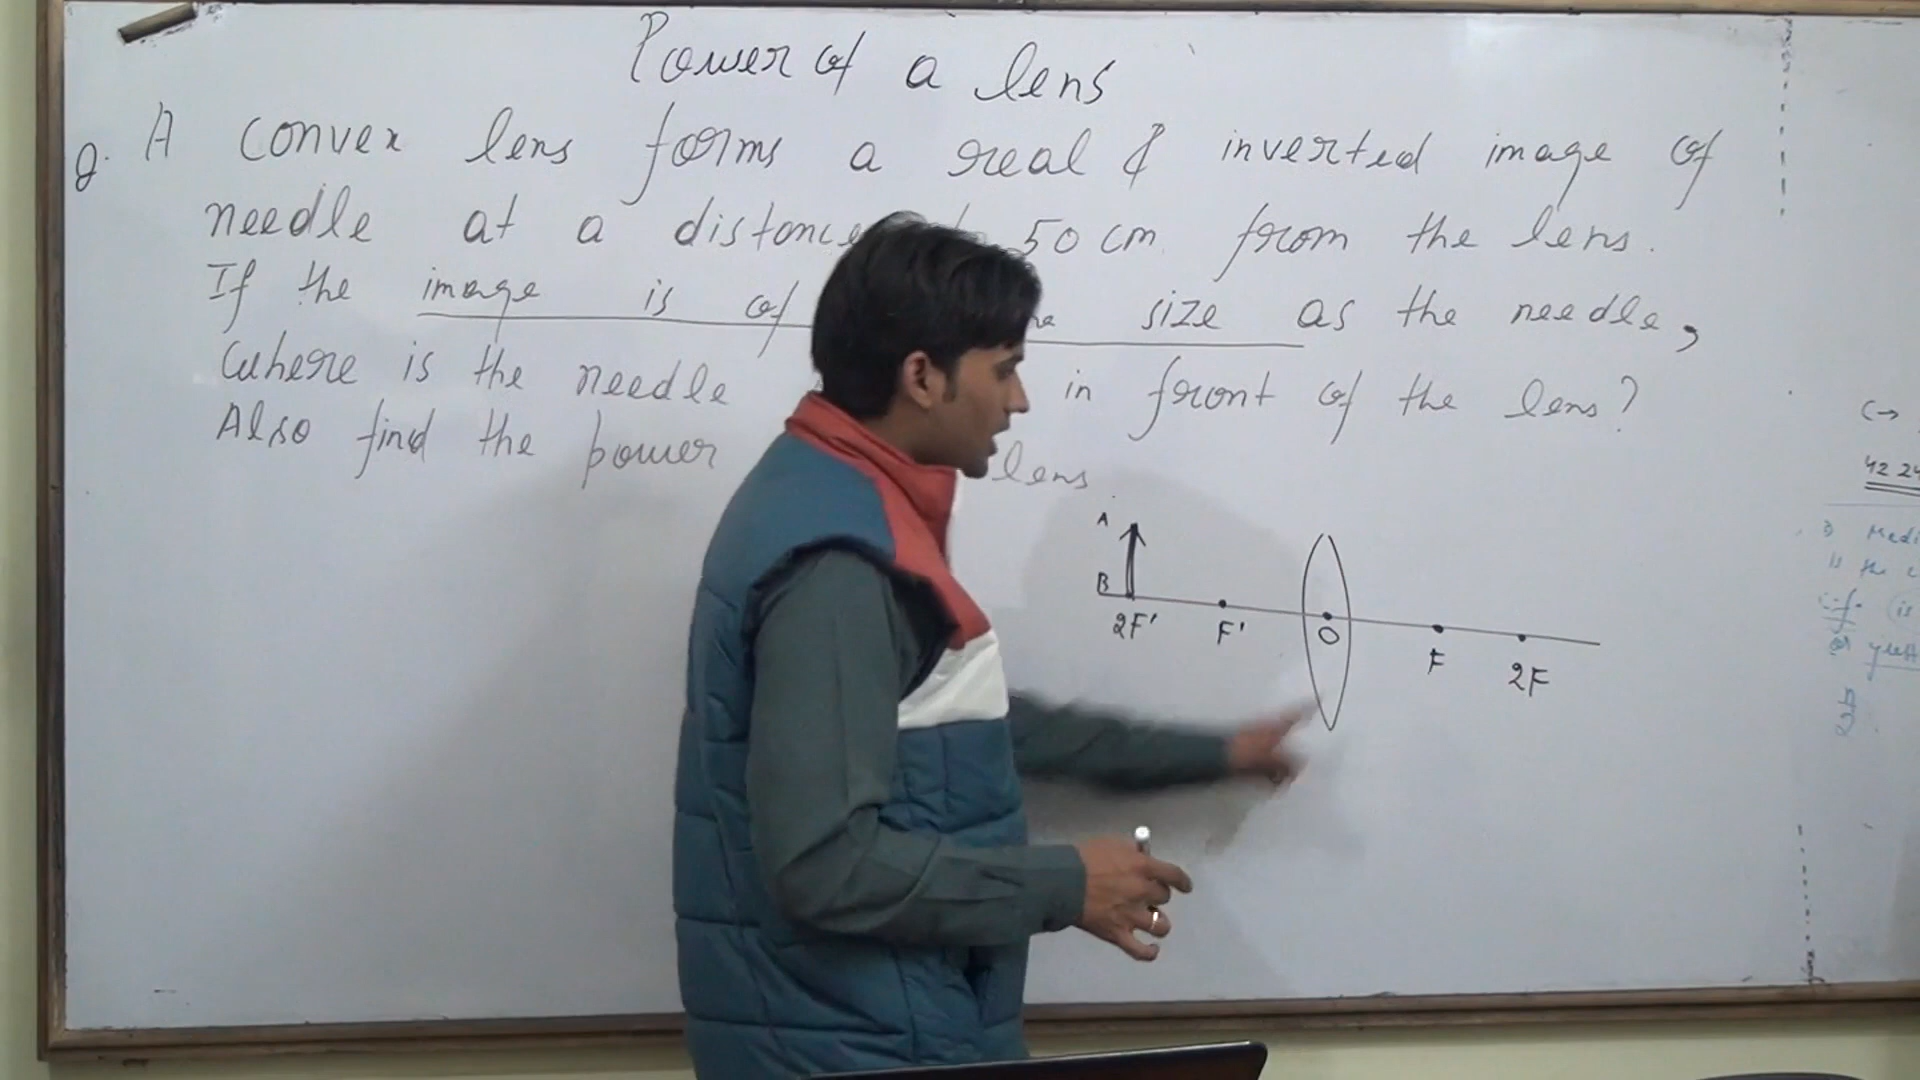 Power of a lens
Q. A convex lens forms a real & inverted image of
needle at a distance 50 cm from the lens.
If the image is of size as the needle,
where is the needle in front of the lens?
Also find the power lens.
A
B
2F' F' O F 2F
C→
42 24